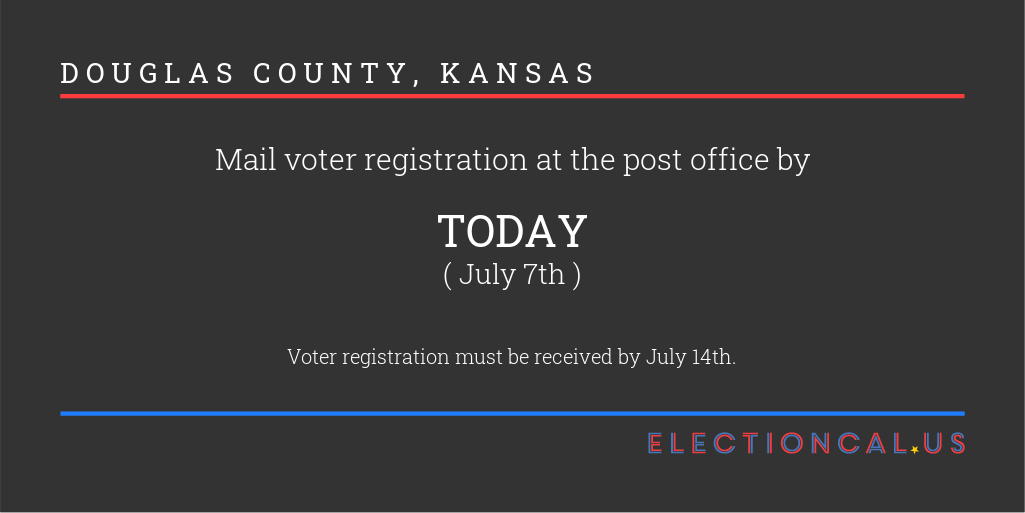 DOUGLAS COUNTY, KANSAS
Mail voter registration at the post office by
TODAY
( July 7th )
Voter registration must be received by July 14th.
ELECTIONCAL.US